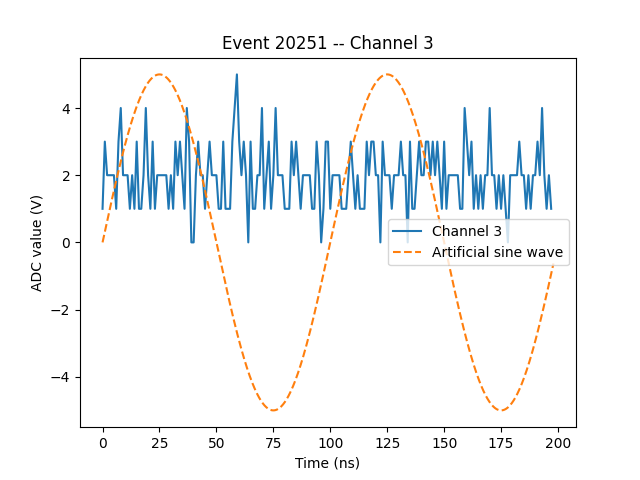 Event 20251 -- Channel 3
ADC value (V)
4
2
0
−2
−4
Channel 3
Artificial sine wave
0 25 50 75 100 125 150 175 200
Time (ns)